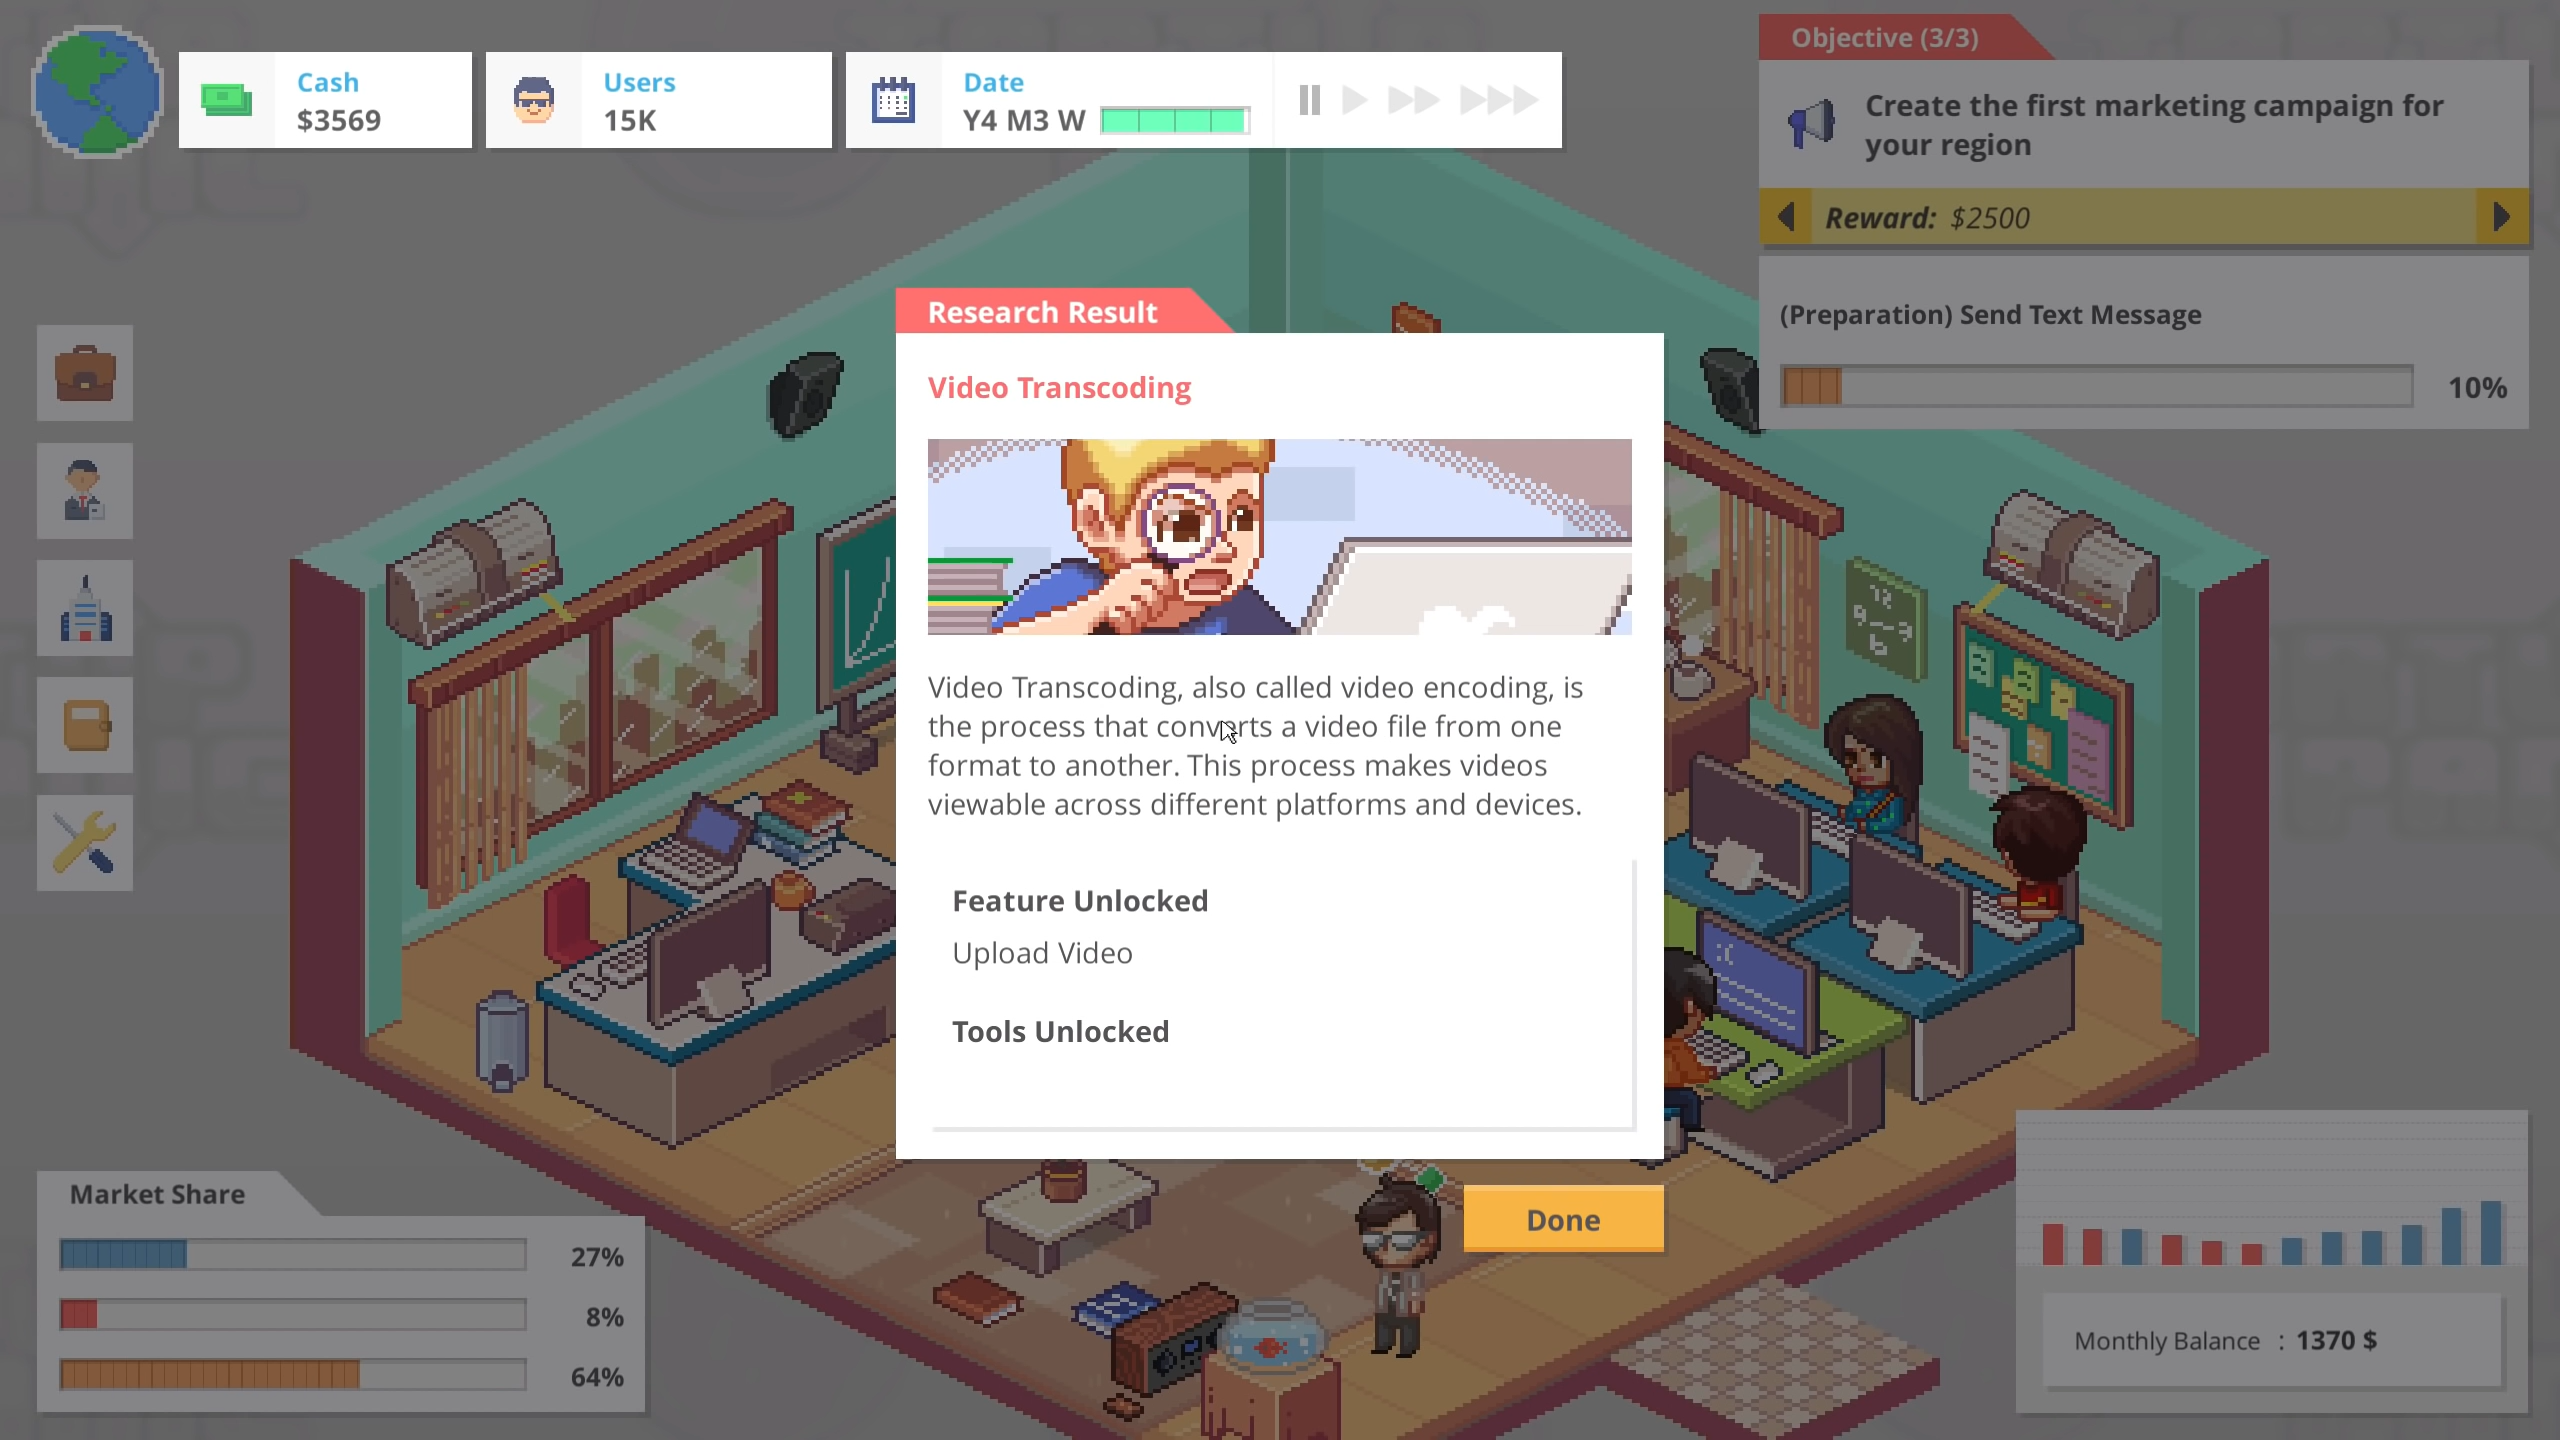 Cash
$3569
Users
15K
Date
Y4 M3 W
Objective (3/3)
Create the first marketing campaign for
your region
Reward: $2500
(Preparation) Send Text Message
10%
Research Result
Video Transcoding
Video Transcoding, also called video encoding, is
the process that converts a video file from one
format to another. This process makes videos
viewable across different platforms and devices.
Feature Unlocked
Upload Video
Tools Unlocked
Done
Market Share
27%
8%
64%
Monthly Balance : 1370 $